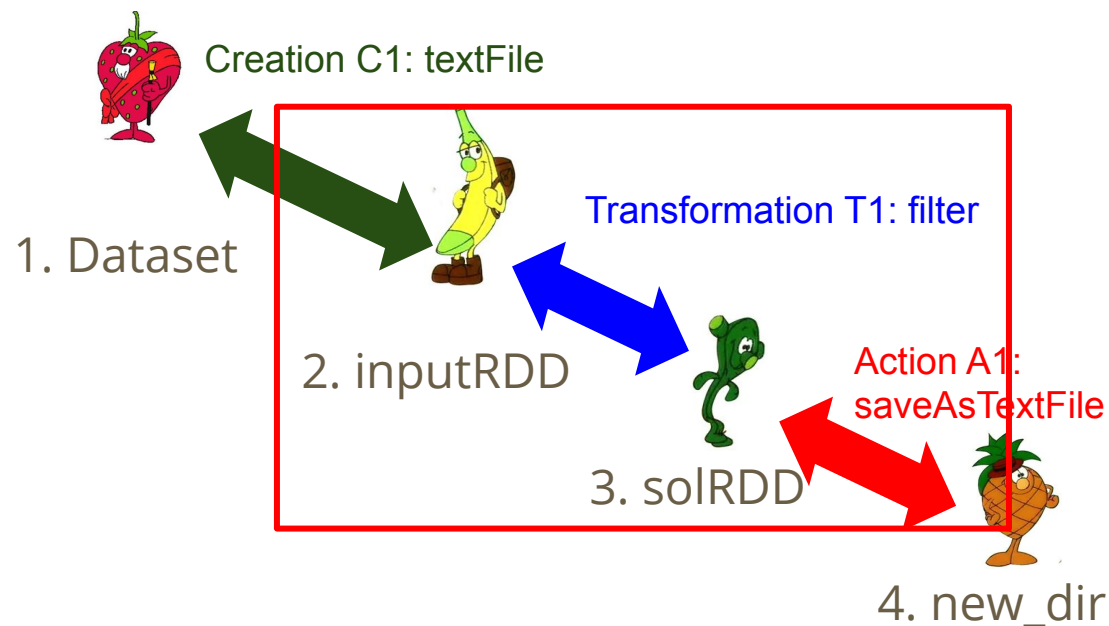 Creation C1: textFile
1. Dataset
Transformation T1: filter
2. inputRDD
Action A1:
saveAsTextFile
3. solRDD
4. new_dir